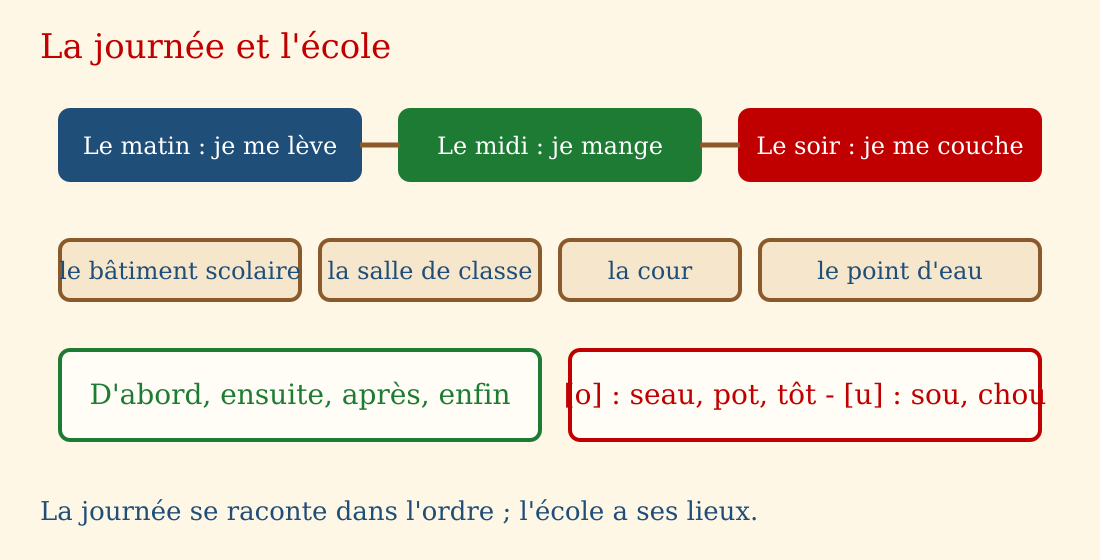 La journée et l'école
Le matin : je me lève
Le midi : je mange
Le soir : je me couche
le bâtiment scolaire
la salle de classe
la cour
le point d'eau
D'abord, ensuite, après, enfin
[o] : seau, pot, tôt - [u] : sou, chou
La journée se raconte dans l'ordre ; l'école a ses lieux.